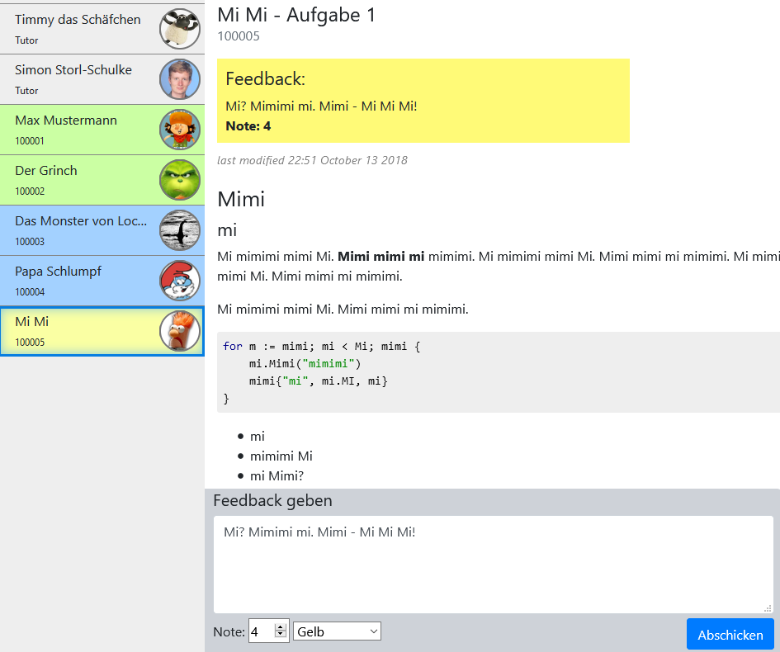 Timmy das Schäfchen
Tutor
Simon Storl-Schulke
Tutor
Max Mustermann
100001
Der Grinch
100002
Das Monster von Loc...
100003
Papa Schlumpf
100004
Mi Mi
100005
Mi Mi - Aufgabe 1
100005
Feedback:
Mi? Mimimi mi. Mimi - Mi Mi Mi!
Note: 4
last modified 22:51 October 13 2018
Mimi
mi
Mi mimimi mimi Mi. Mimi mimi mi mimimi. Mi mimimi mimi Mi. Mimi mimi mi mimimi. Mi mimi
mimi Mi. Mimi mimi mi mimimi.
Mi mimimi mimi Mi. Mimi mimi mi mimimi.
for m := mimi; mi < Mi; mimi {
    mi.Mimi("mimimi")
    mimi{"mi", mi.MI, mi}
}
• mi
• mimimi Mi
• mi Mimi?
Feedback geben
Mi? Mimimi mi. Mimi - Mi Mi Mi!
Note: 4 Gelb
Abschicken